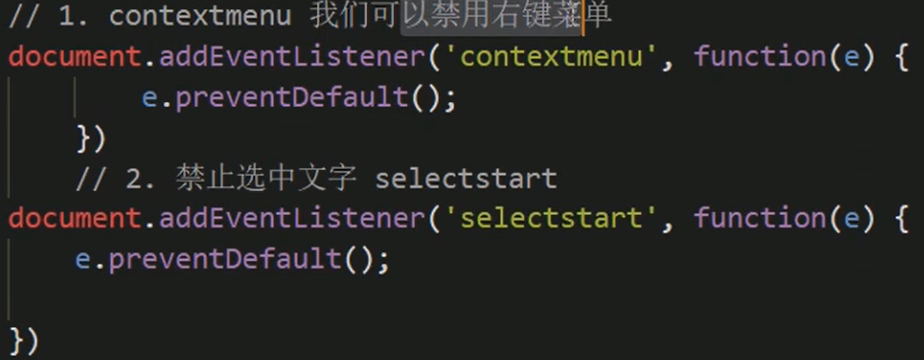 // 1. contextmenu 我们可以禁用右键菜单
document.addEventListener('contextmenu', function(e) {
e.preventDefault();
})
// 2. 禁止选中文字 selectstart
document.addEventListener('selectstart', function(e) {
e.preventDefault();
})